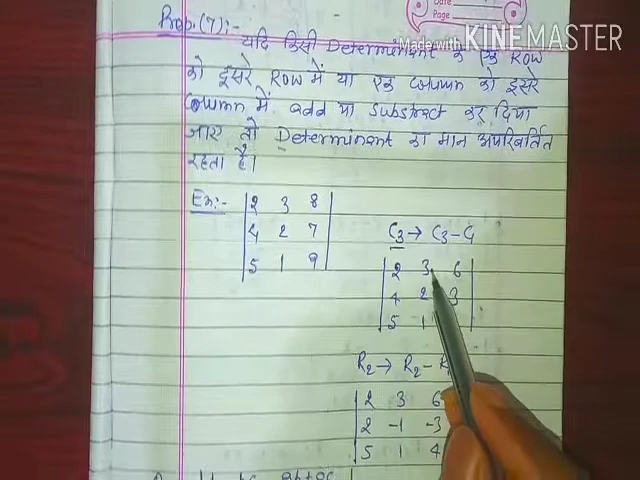 Date
Page
Made with KINEMASTER
Prop.(7):-
यदि किसी Determinant के एक Row
को दूसरे Row में या एक column को दूसरे
Column में add या Substract कर दिया
जाए तो Determinant का मान अपरिवर्तित
रहता है।
Ex:-
2 3 8
4 2 7
5 1 9
C3 → C3 - C1
2 3 6
4 2 3
5 1
R2 → R2 - R
2 3 6
2 -1 -3
5 1 4